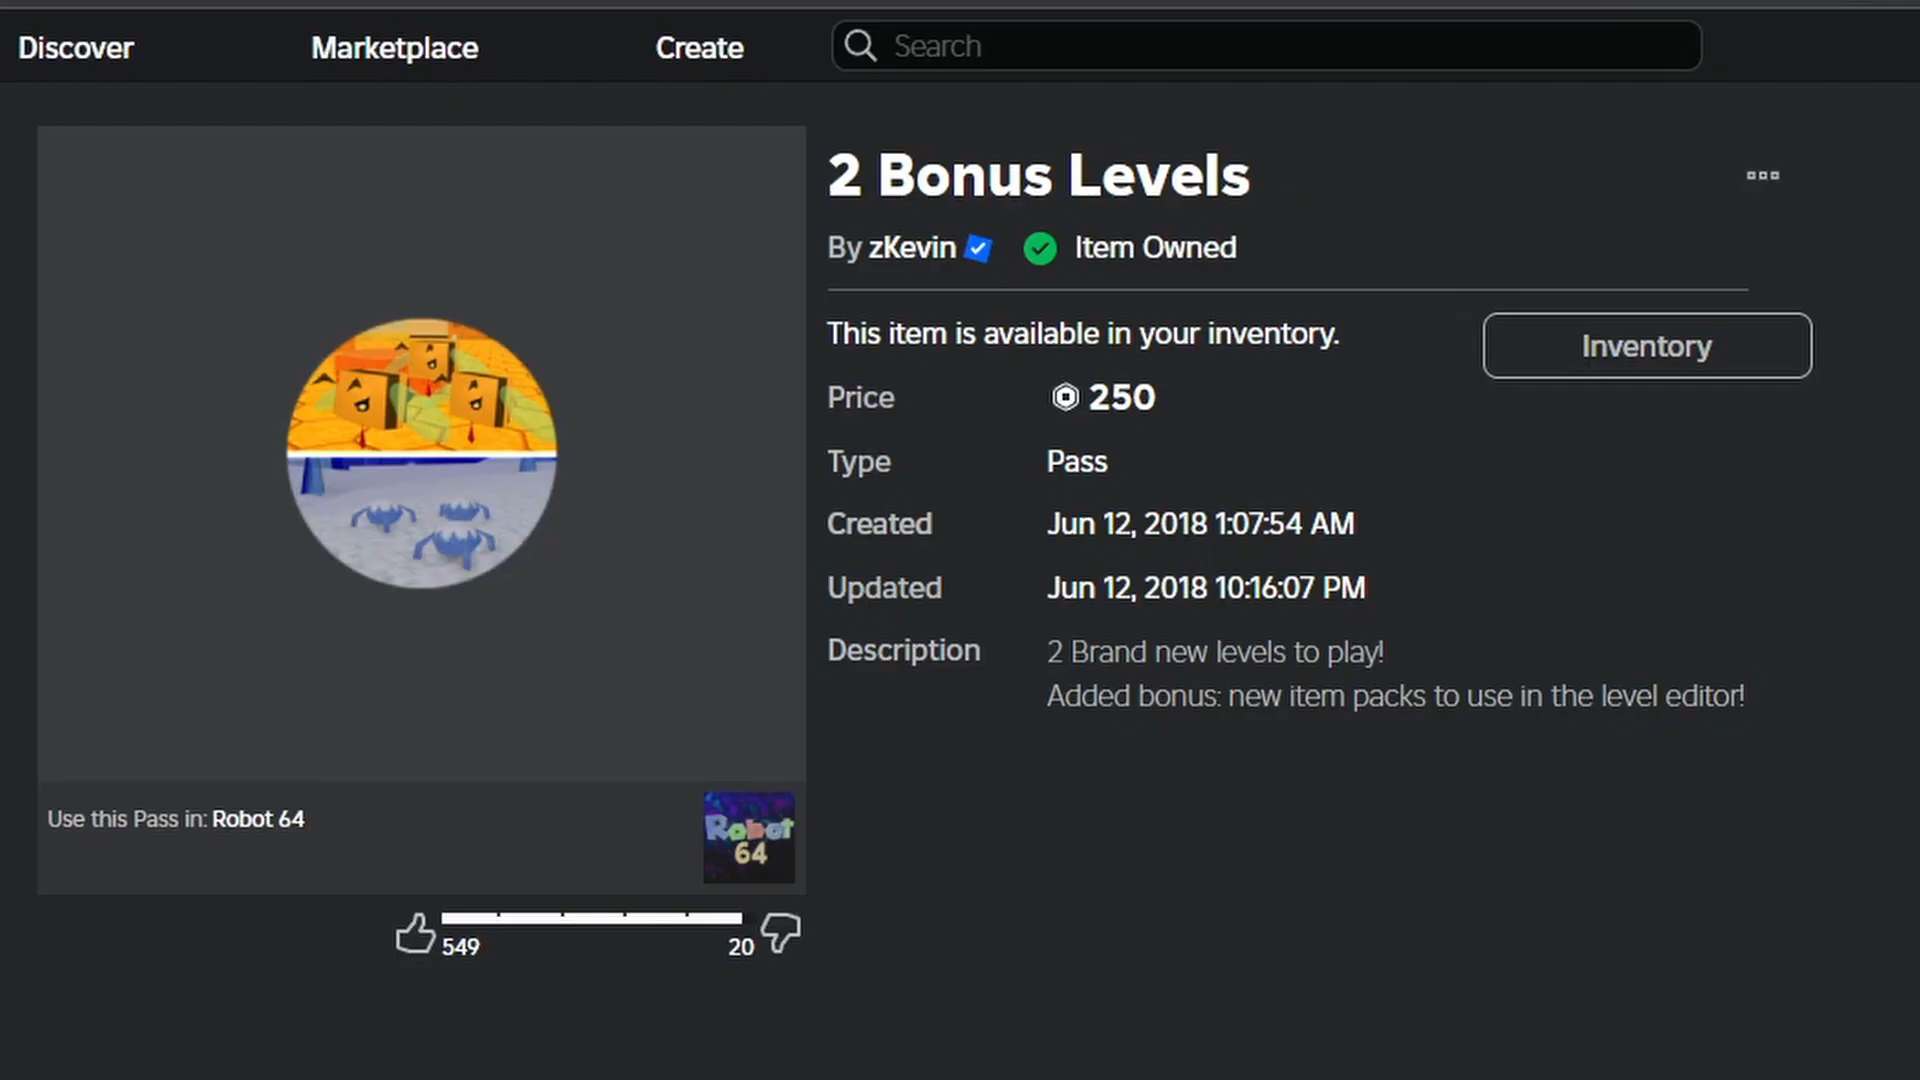 Discover Marketplace Create Search
2 Bonus Levels
By zKevin Item Owned
This item is available in your inventory.
Inventory
Price 250
Type Pass
Created Jun 12, 2018 1:07:54 AM
Updated Jun 12, 2018 10:16:07 PM
Description 2 Brand new levels to play!
Added bonus: new item packs to use in the level editor!
Use this Pass in: Robot 64
Robot
64
549 20